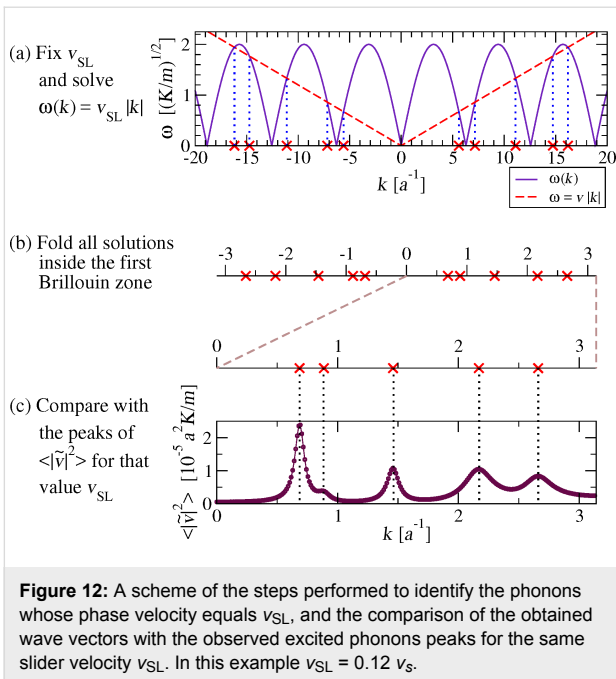 (a) Fix v_SL
and solve
ω(k) = v_SL |k|
ω [(K/m)^1/2]
2
1
0
-20 -15 -10 -5 0 5 10 15 20
k [a^-1]
ω(k)
ω = v |k|
(b) Fold all solutions
inside the first
Brillouin zone
-3 -2 -1 0 1 2 3
0 1 2 3
(c) Compare with
the peaks of
<|ṽ|^2> for that
value v_SL
<|ṽ|^2> [10^-5 a^2 K/m]
2
1
0
0 1 2 3
k [a^-1]
Figure 12: A scheme of the steps performed to identify the phonons
whose phase velocity equals v_SL, and the comparison of the obtained
wave vectors with the observed excited phonons peaks for the same
slider velocity v_SL. In this example v_SL = 0.12 v_s.